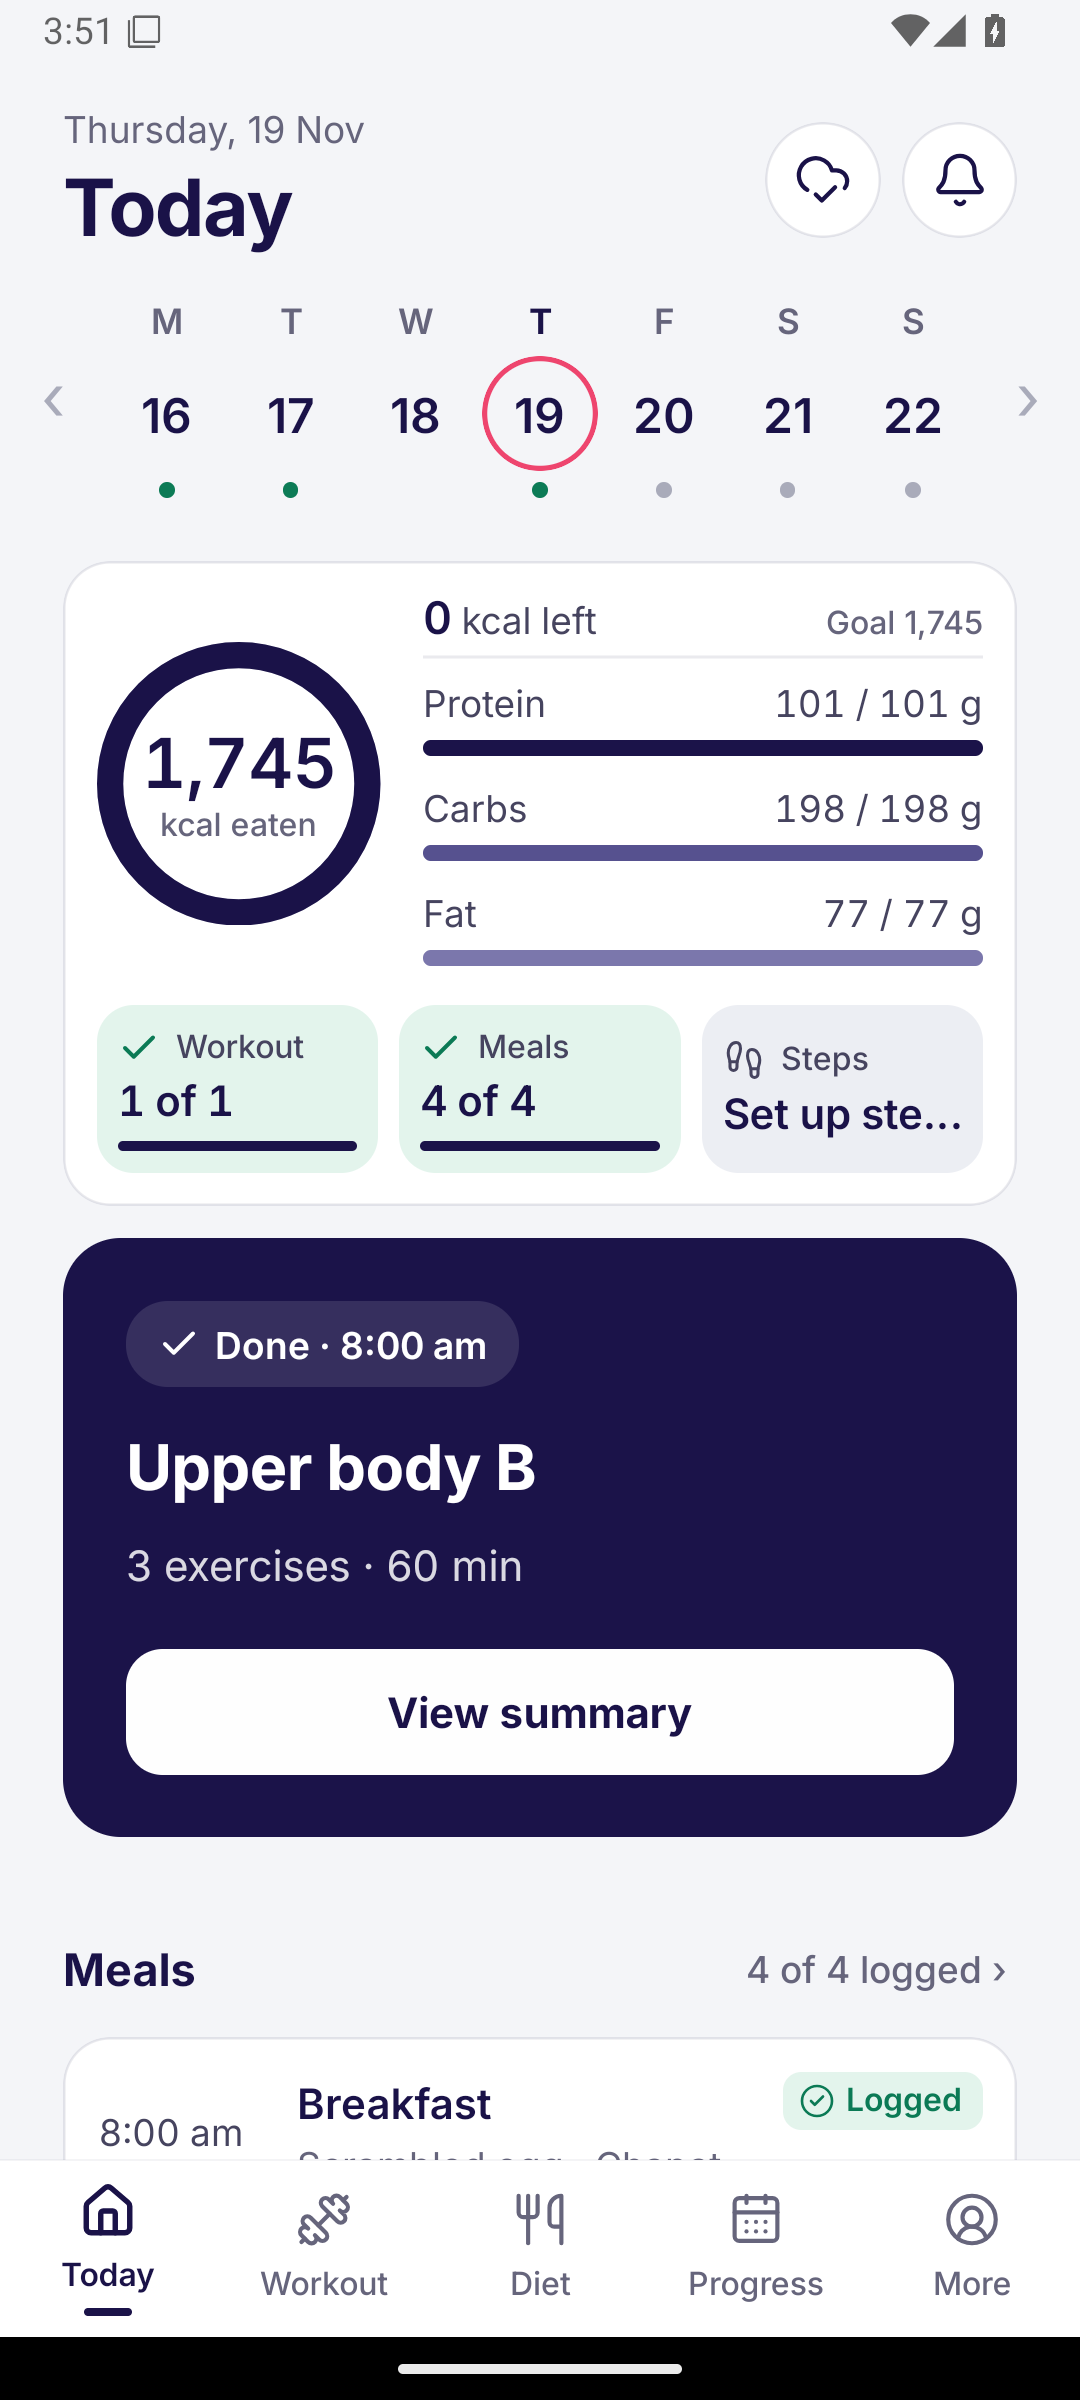 3:51
Thursday, 19 Nov
Today
M T W T F S S
‹ 16 17 18 19 20 21 22 ›
0 kcal left Goal 1,745
Protein 101 / 101 g
1,745
kcal eaten
Carbs 198 / 198 g
Fat 77 / 77 g
Workout
1 of 1
Meals
4 of 4
Steps
Set up ste...
Done · 8:00 am
Upper body B
3 exercises · 60 min
View summary
Meals 4 of 4 logged ›
Breakfast Logged
8:00 am
Today Workout Diet Progress More